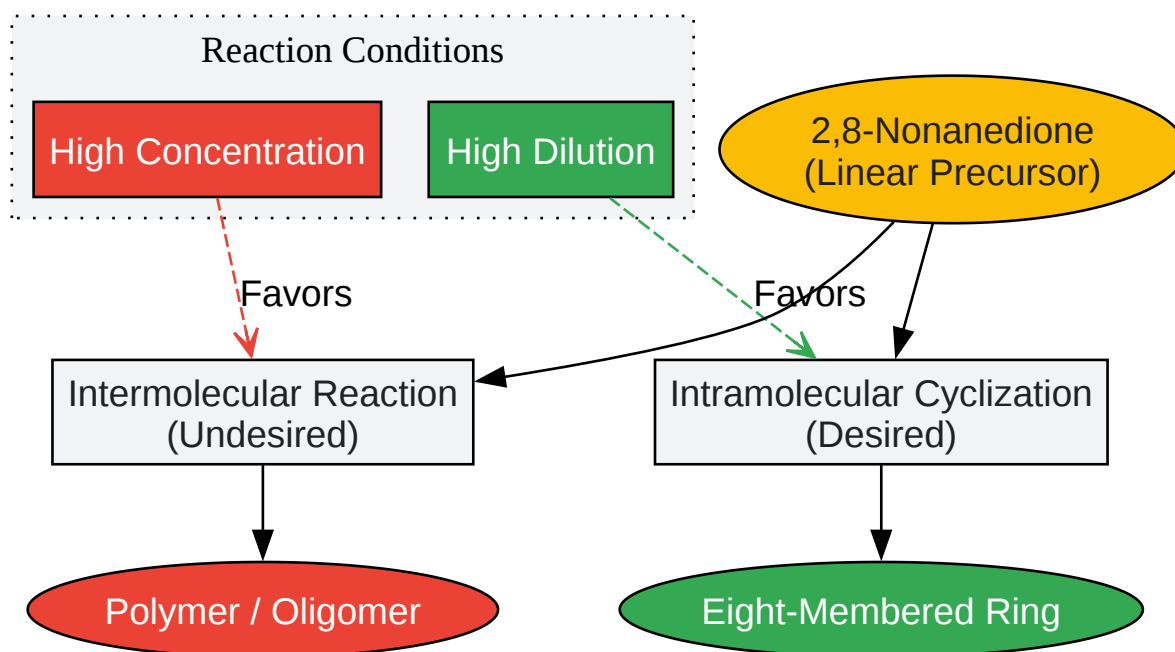 Reaction Conditions
High Concentration
High Dilution
2,8-Nonanedione
(Linear Precursor)
Favors
Favors
Intermolecular Reaction
(Undesired)
Intramolecular Cyclization
(Desired)
Polymer / Oligomer
Eight-Membered Ring